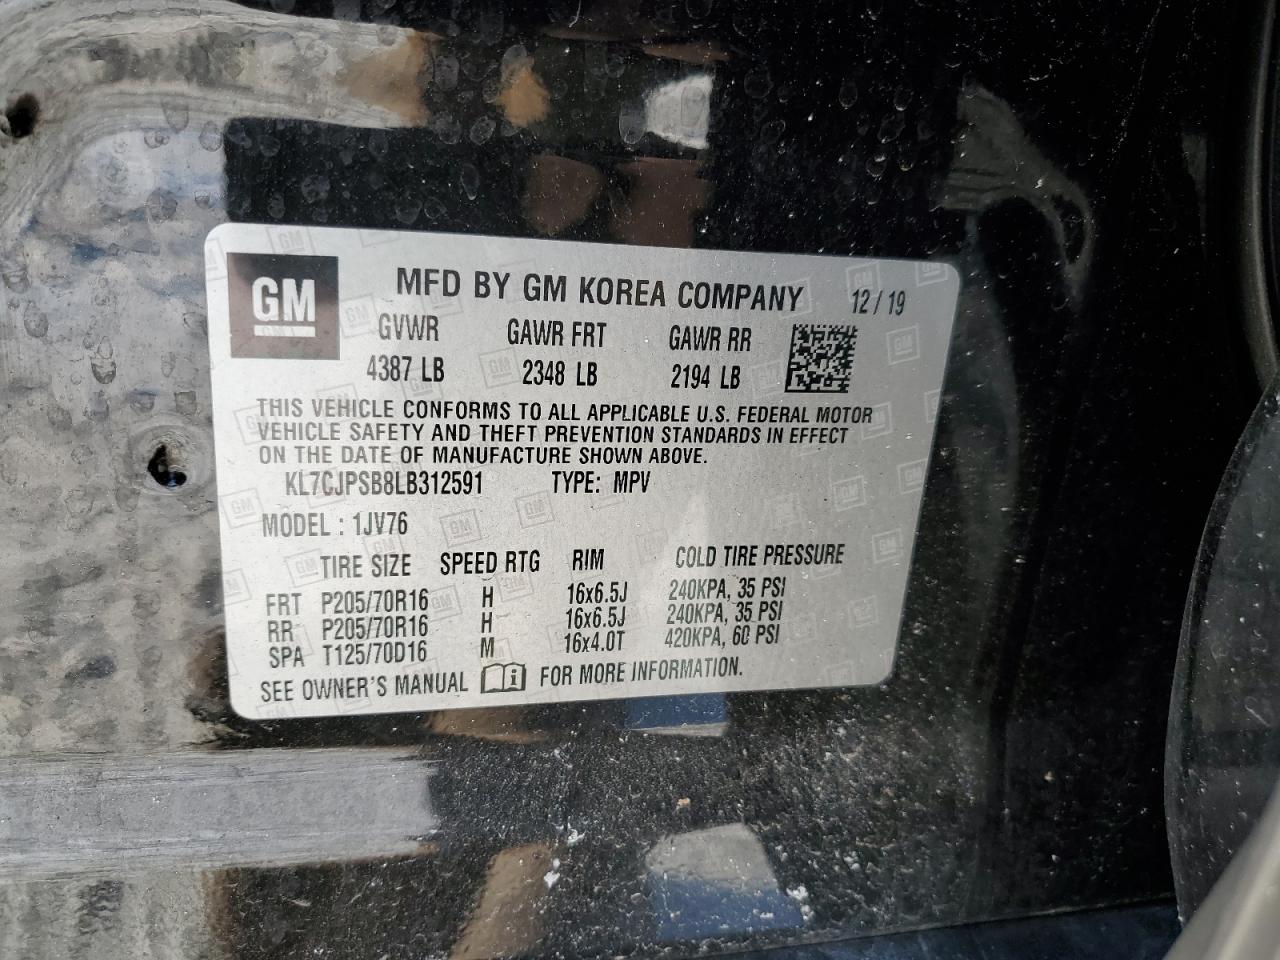 GM
MFD BY GM KOREA COMPANY 12/19
GVWR GAWR FRT GAWR RR
4387 LB 2348 LB 2194 LB
THIS VEHICLE CONFORMS TO ALL APPLICABLE U.S. FEDERAL MOTOR
VEHICLE SAFETY AND THEFT PREVENTION STANDARDS IN EFFECT
ON THE DATE OF MANUFACTURE SHOWN ABOVE.
KL7CJPSB8LB312591 TYPE: MPV
MODEL : 1JV76
TIRE SIZE SPEED RTG RIM COLD TIRE PRESSURE
FRT P205/70R16 H 16x6.5J 240KPA, 35 PSI
RR P205/70R16 H 16x6.5J 240KPA, 35 PSI
SPA T125/70D16 M 16x4.0T 420KPA, 60 PSI
SEE OWNER'S MANUAL i FOR MORE INFORMATION.